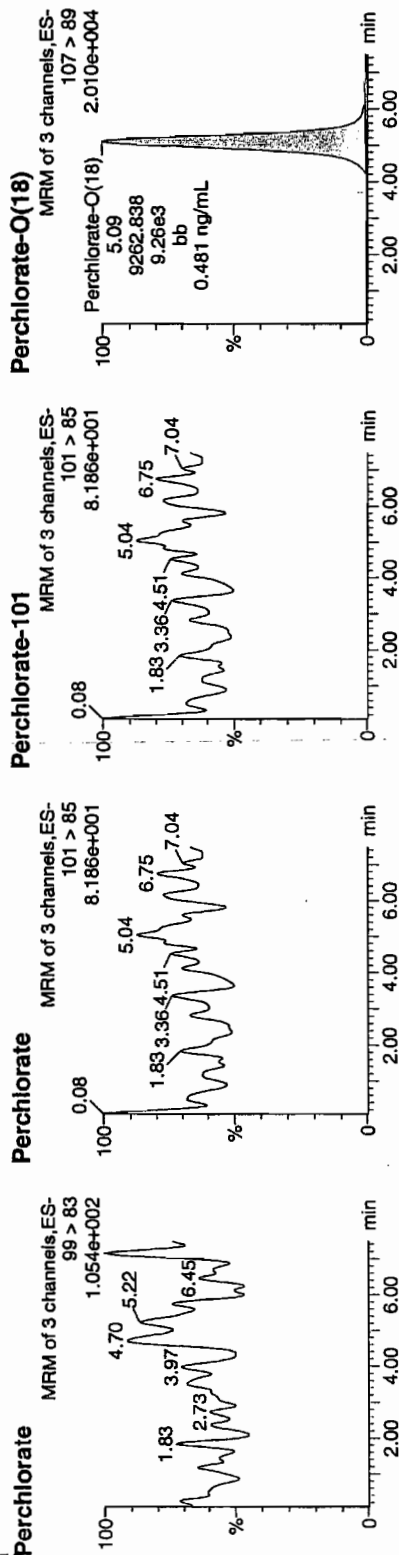 Perchlorate
MRM of 3 channels,ES-
99 > 83
1.054e+002
100
%
0
1.83
2.73
3.97
4.70
5.22
6.45
2.00 4.00 6.00 min
Perchlorate
MRM of 3 channels,ES-
101 > 85
8.186e+001
100
%
0
0.08
1.83
3.36
4.51
5.04
6.75
7.04
2.00 4.00 6.00 min
Perchlorate-101
MRM of 3 channels,ES-
101 > 85
8.186e+001
100
%
0
0.08
1.83
3.36
4.51
5.04
6.75
7.04
2.00 4.00 6.00 min
Perchlorate-O(18)
MRM of 3 channels,ES-
107 > 89
2.010e+004
100
%
0
Perchlorate-O(18)
5.09
9262.838
9.26e3
bb
0.481 ng/mL
2.00 4.00 6.00 min